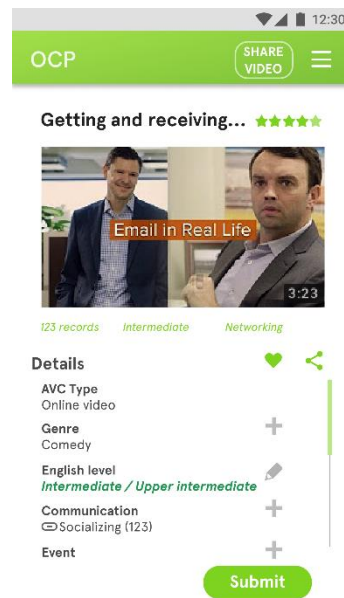 12:30
OCP
SHARE
VIDEO
Getting and receiving...
Email in Real Life
3:23
123 records Intermediate Networking
Details
AVC Type
Online video
Genre
Comedy
English level
Intermediate / Upper intermediate
Communication
Socializing (123)
Event
Submit